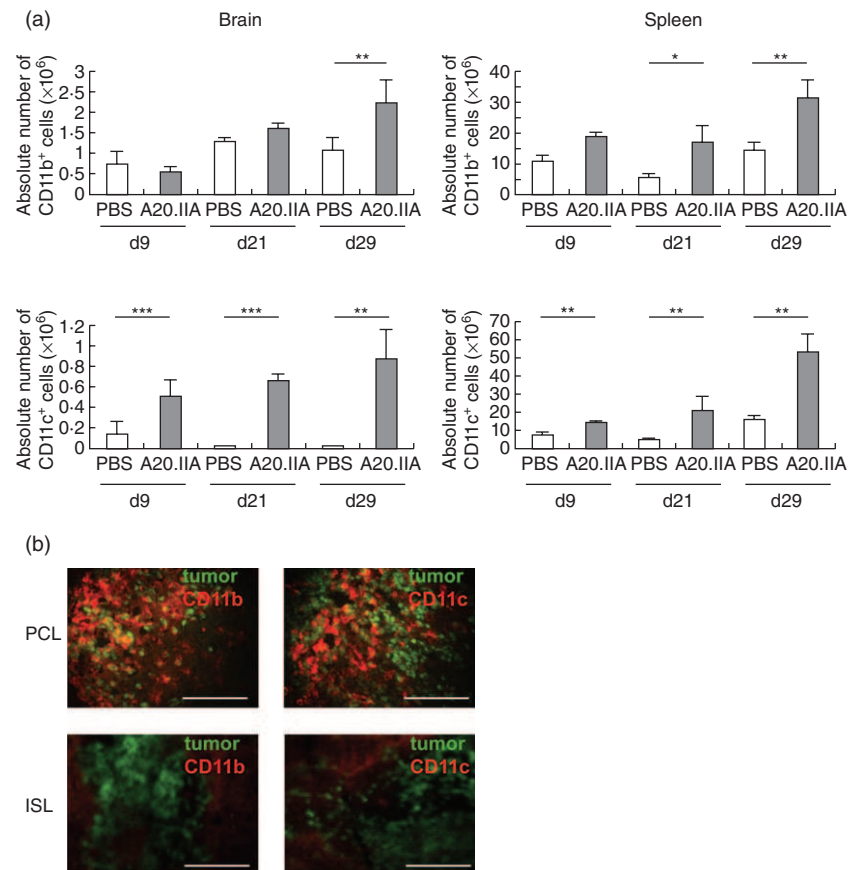 (a)
Brain
Spleen
Absolute number of
CD11b+ cells (×10⁶)
3
2·5
2
1·5
1
0·5
0
**
PBS A20.IIA PBS A20.IIA PBS A20.IIA
d9 d21 d29
Absolute number of
CD11b+ cells (×10⁶)
40
30
20
10
0
* **
PBS A20.IIA PBS A20.IIA PBS A20.IIA
d9 d21 d29
Absolute number of
CD11c+ cells (×10⁶)
1·2
1
0·8
0·6
0·4
0·2
0
*** *** **
PBS A20.IIA PBS A20.IIA PBS A20.IIA
d9 d21 d29
Absolute number of
CD11c+ cells (×10⁶)
70
60
50
40
30
20
10
0
** ** **
PBS A20.IIA PBS A20.IIA PBS A20.IIA
d9 d21 d29
(b)
PCL
tumor
CD11b
tumor
CD11c
ISL
tumor
CD11b
tumor
CD11c